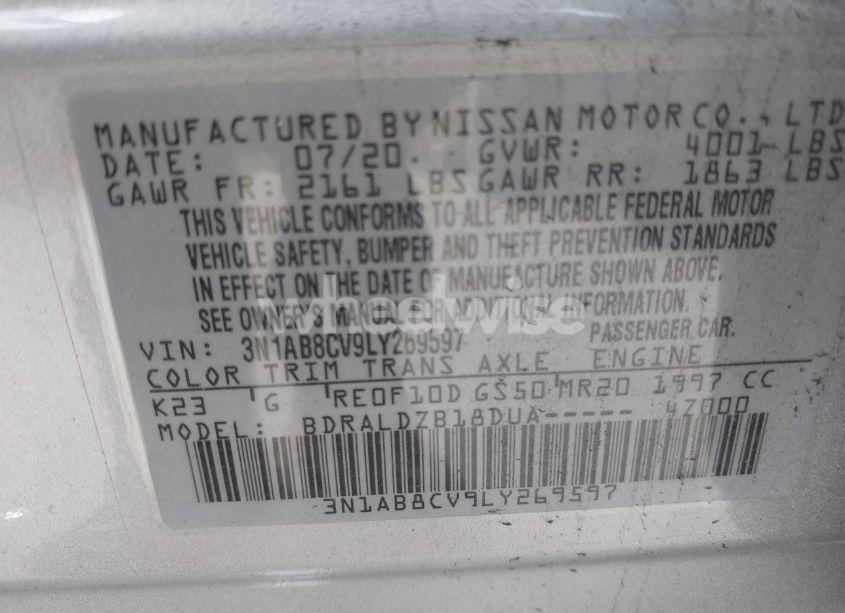 MANUFACTURED BY NISSAN MOTOR CO., LTD
DATE: 07/20 GVWR: 4001 LBS
GAWR FR: 2161 LBS GAWR RR: 1863 LBS
THIS VEHICLE CONFORMS TO ALL APPLICABLE FEDERAL MOTOR
VEHICLE SAFETY, BUMPER AND THEFT PREVENTION STANDARDS
IN EFFECT ON THE DATE OF MANUFACTURE SHOWN ABOVE.
SEE OWNER'S MANUAL FOR ADDITIONAL INFORMATION.
wheelwise
VIN: 3N1AB8CV9LY269597 PASSENGER CAR.
COLOR TRIM TRANS AXLE ENGINE
K23 G RE0F10D GS50 MR20 1997 CC
MODEL: BDRALDZB18DUA----- 4Z000
3N1AB8CV9LY269597